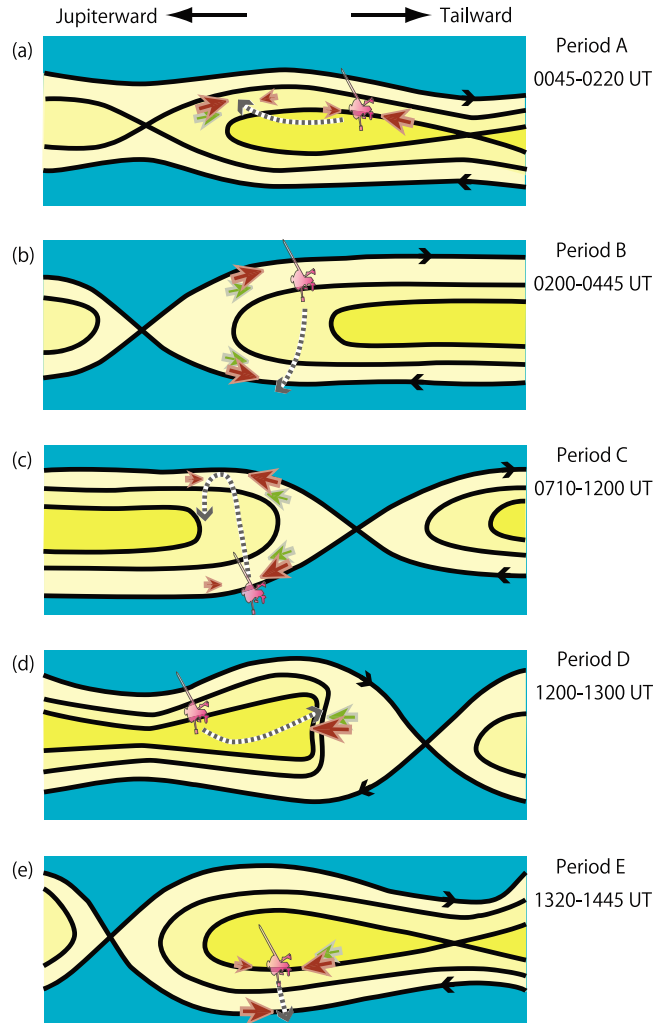 Jupiterward
Tailward
(a)
Period A
0045-0220 UT
(b)
Period B
0200-0445 UT
(c)
Period C
0710-1200 UT
(d)
Period D
1200-1300 UT
(e)
Period E
1320-1445 UT